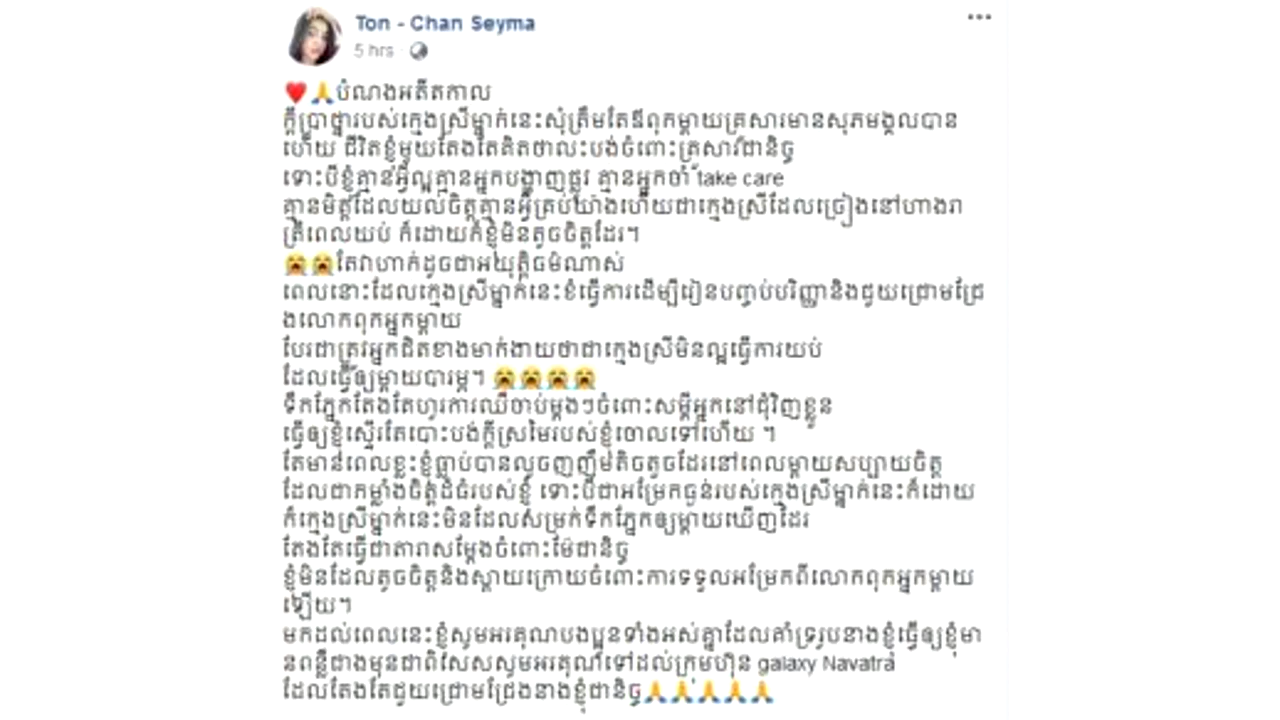 Ton - Chan Seyma
5 hrs
❤️🙏បំណងអតីតកាល
ក្តីប្រាថ្នារបស់ក្មេងស្រីម្នាក់នេះសុំត្រឹមតែឪពុកម្តាយគ្រសារមានសុភមង្គលបាន
ហើយ ជីវិតខ្ញុំមួយតែងតែគិតថាលះបង់ចំពោះគ្រសារជានិច្ច
ទោះបីខ្ញុំគ្មានអ្វីល្អគ្មានអ្នកបង្ហាញផ្លូវ គ្មានអ្នកចាំ take care
គ្មានមិត្តដែលយល់ចិត្តគ្មានអ្វីគ្រប់យ៉ាងហើយជាក្មេងស្រីដែលច្រៀងនៅហាងរា
ត្រីពេលយប់ ក៏ដោយក៏ខ្ញុំមិនតូចចិត្តដែរ។
😭😭តែវាហាក់ដូចជាអយុត្តិធម៌ណាស់
ពេលនោះដែលក្មេងស្រីម្នាក់នេះខំធ្វើការដើម្បីរៀនបញ្ចប់បរិញ្ញានិងជួយជ្រោមជ្រែ
ងលោកពុកអ្នកម្តាយ
បែរជាត្រូវអ្នកជិតខាងមាក់ងាយថាជាក្មេងស្រីមិនល្អធ្វើការយប់
ដែលធ្វើឲ្យម្តាយបារម្ភ។ 😭😭😭😭
ទឹកភ្នែកតែងតែហូរការឈឺចាប់ម្តងៗចំពោះសម្តីអ្នកនៅជុំវិញខ្លួន
ធ្វើឲ្យខ្ញុំស្ទើរតែបោះបង់ក្តីស្រមៃរបស់ខ្ញុំចោលទៅហើយ ។
តែមានពេលខ្លះខ្ញុំធ្លាប់បានលួចញញឹមតិចតូចដែរនៅពេលម្តាយសប្បាយចិត្ត
ដែលជាកម្លាំងចិត្តដ៏ធំរបស់ខ្ញុំ ទោះបីជាអម្រែកធ្ងន់របស់ក្មេងស្រីម្នាក់នេះក៏ដោយ
ក៏ក្មេងស្រីម្នាក់នេះមិនដែលសម្រក់ទឹកភ្នែកឲ្យម្តាយឃើញដែរ
តែងតែធ្វើជាតារាសម្តែងចំពោះម៉ែជានិច្ច
ខ្ញុំមិនដែលតូចចិត្តនិងស្តាយក្រោយចំពោះការទទួលអម្រែកពីលោកពុកអ្នកម្តាយ
ឡើយ។
មកដល់ពេលនេះខ្ញុំសូមអរគុណបងប្អូនទាំងអស់គ្នាដែលគាំទ្ររូបនាងខ្ញុំធ្វើឲ្យខ្ញុំមា
នពន្លឺជាងមុនជាពិសែសសូមអរគុណទៅដល់ក្រុមហ៊ុន galaxy Navatra
ដែលតែងតែជួយជ្រោមជ្រែងនាងខ្ញុំជានិច្ច🙏🙏🙏🙏🙏